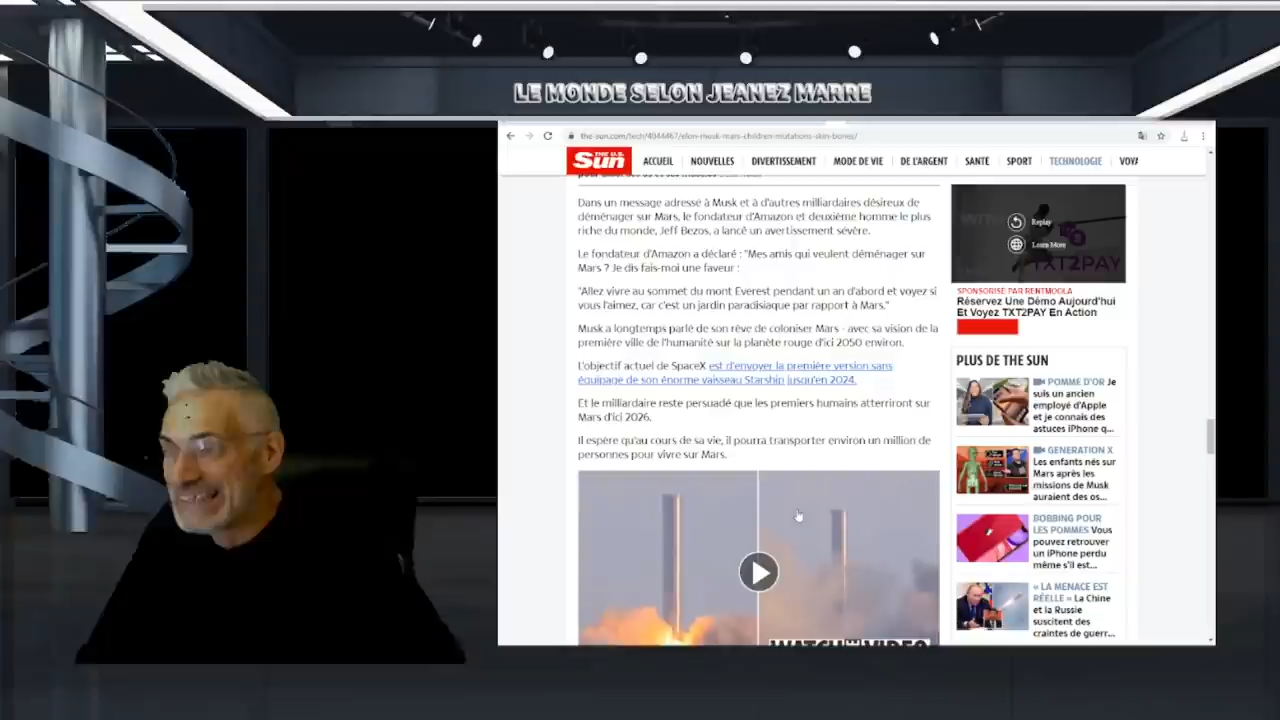 LE MONDE SELON JEANEZ MARRE
the-sun.com/tech/4044467/elon-musk-mars-children-mutations-skin-bones/
THE U.S. Sun
ACCUEIL NOUVELLES DIVERTISSEMENT MODE DE VIE DE L'ARGENT SANTÉ SPORT TECHNOLOGIE VOYA
Dans un message adressé à Musk et à d'autres milliardaires désireux de
déménager sur Mars, le fondateur d'Amazon et deuxième homme le plus
riche du monde, Jeff Bezos, a lancé un avertissement sévère.
Le fondateur d'Amazon a déclaré : "Mes amis qui veulent déménager sur
Mars ? Je dis fais-moi une faveur :
"Allez vivre au sommet du mont Everest pendant un an d'abord et voyez si
vous l'aimez, car c'est un jardin paradisiaque par rapport à Mars."
Musk a longtemps parlé de son rêve de coloniser Mars - avec sa vision de la
première ville de l'humanité sur la planète rouge d'ici 2050 environ.
L'objectif actuel de SpaceX est d'envoyer la première version sans
équipage de son énorme vaisseau Starship jusqu'en 2024.
Et le milliardaire reste persuadé que les premiers humains atterriront sur
Mars d'ici 2026.
Il espère qu'au cours de sa vie, il pourra transporter environ un million de
personnes pour vivre sur Mars.
WATCH THE VIDEO
Replay
Learn More
TXT2PAY
SPONSORISÉ PAR RENTMOOLA
Réservez Une Démo Aujourd'hui
Et Voyez TXT2PAY En Action
PLUS DE THE SUN
POMME D'OR Je
suis un ancien
employé d'Apple
et je connais des
astuces iPhone q...
GENERATION X
Les enfants nés sur
Mars après les
missions de Musk
auraient des os...
BOBBING POUR
LES POMMES Vous
pouvez retrouver
un iPhone perdu
même s'il est...
« LA MENACE EST
RÉELLE » La Chine
et la Russie
suscitent des
craintes de guerr...